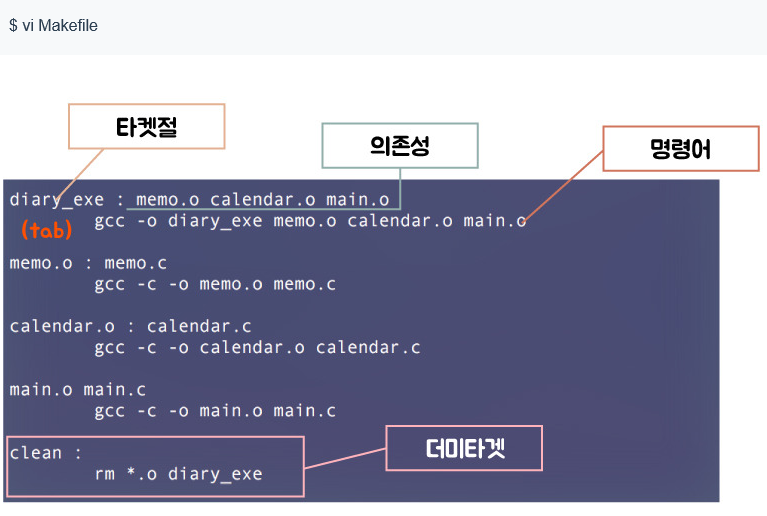 $ vi Makefile
타켓절
의존성
명령어
diary_exe : memo.o calendar.o main.o
(tab) gcc -o diary_exe memo.o calendar.o main.o
memo.o : memo.c
gcc -c -o memo.o memo.c
calendar.o : calendar.c
gcc -c -o calendar.o calendar.c
main.o main.c
gcc -c -o main.o main.c
더미타겟
clean :
rm *.o diary_exe